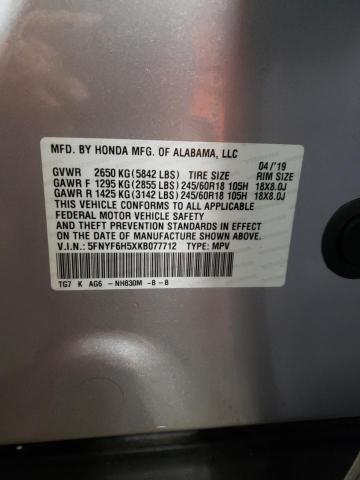 MFD. BY HONDA MFG. OF ALABAMA, LLC
04/'19
GVWR 2650 KG(5842 LBS) TIRE SIZE RIM SIZE
GAWR F 1295 KG(2855 LBS)245/60R18 105H 18X8.0J
GAWR R 1425 KG(3142 LBS)245/60R18 105H 18X8.0J
THIS VEHICLE CONFORMS TO ALL APPLICABLE
FEDERAL MOTOR VEHICLE SAFETY, BUMPER,
AND THEFT PREVENTION STANDARDS IN EFFECT
ON THE DATE OF MANUFACTURE SHOWN ABOVE.
V.I.N: 5FNYF6H5XKB077712 TYPE: MPV
TG7 K AG6 -NH830M -B -B